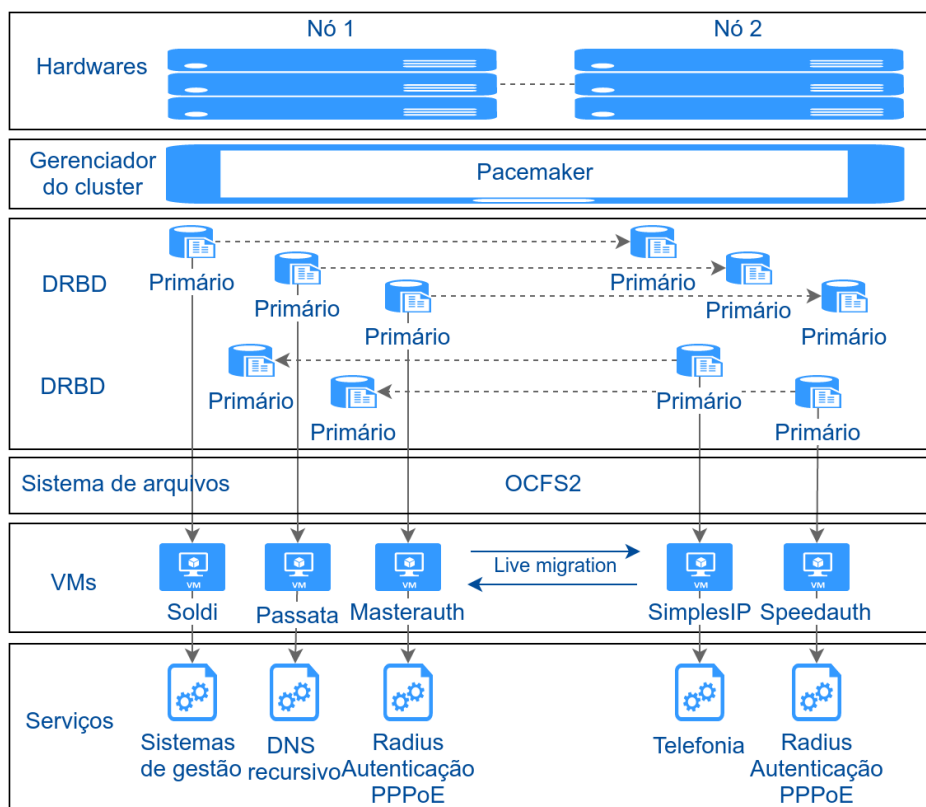 Nó 1
Nó 2
Hardwares
Gerenciador
do cluster
Pacemaker
DRBD
Primário
Primário
Primário
Primário
Primário
Primário
DRBD
Primário
Primário
Primário
Primário
Sistema de arquivos
OCFS2
VMs
VM
VM
VM
VM
VM
Live migration
Soldi
Passata
Masterauth
SimplesIP
Speedauth
Serviços
Sistemas
de gestão
DNS
recursivo
Radius
Autenticação
PPPoE
Telefonia
Radius
Autenticação
PPPoE